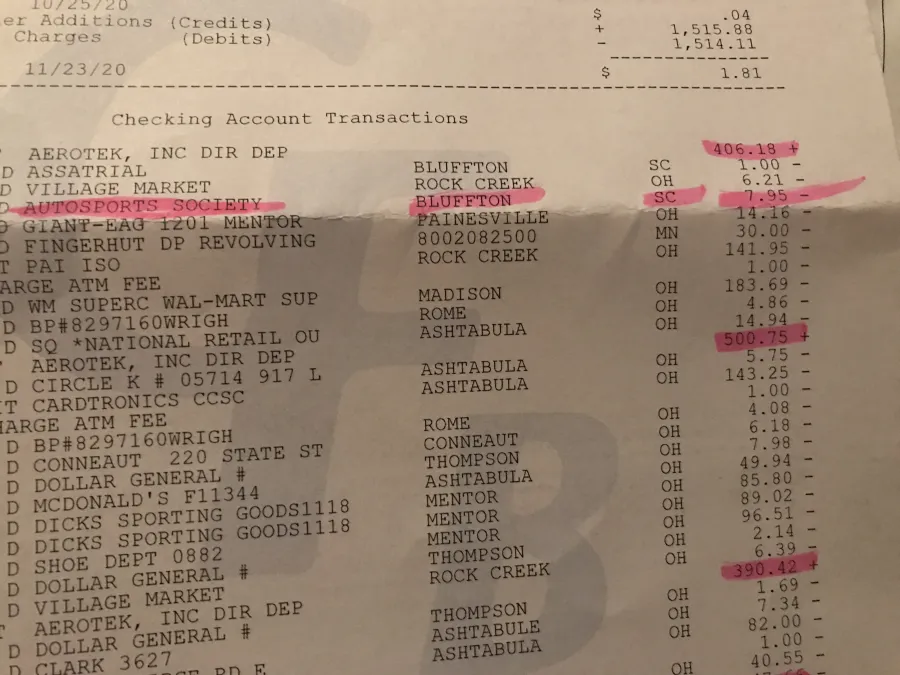 10/25/20 $ .04
er Additions (Credits) + 1,515.88
Charges (Debits) - 1,514.11
11/23/20 $ 1.81
Checking Account Transactions
AEROTEK, INC DIR DEP 406.18 +
D ASSATRIAL BLUFFTON SC 1.00 -
D VILLAGE MARKET ROCK CREEK OH 6.21 -
D AUTOSPORTS SOCIETY BLUFFTON SC 7.95 -
D GIANT-EAG 1201 MENTOR PAINESVILLE OH 14.16 -
D FINGERHUT DP REVOLVING 8002082500 MN 30.00 -
T PAI ISO ROCK CREEK OH 141.95 -
ARGE ATM FEE 1.00 -
D WM SUPERC WAL-MART SUP MADISON OH 183.69 -
D BP#8297160WRIGH ROME OH 4.86 -
D SQ *NATIONAL RETAIL OU ASHTABULA OH 14.94 -
AEROTEK, INC DIR DEP 500.75 +
D CIRCLE K # 05714 917 L ASHTABULA OH 5.75 -
IT CARDTRONICS CCSC ASHTABULA OH 143.25 -
HARGE ATM FEE 1.00 -
D BP#8297160WRIGH ROME OH 4.08 -
D CONNEAUT 220 STATE ST CONNEAUT OH 6.18 -
D DOLLAR GENERAL # THOMPSON OH 7.98 -
D MCDONALD'S F11344 ASHTABULA OH 49.94 -
D DICKS SPORTING GOODS1118 MENTOR OH 85.80 -
D DICKS SPORTING GOODS1118 MENTOR OH 89.02 -
D SHOE DEPT 0882 MENTOR OH 96.51 -
D DOLLAR GENERAL # THOMPSON OH 2.14 -
D VILLAGE MARKET ROCK CREEK OH 6.39 -
T AEROTEK, INC DIR DEP 390.42 +
D DOLLAR GENERAL # THOMPSON OH 1.69 -
D CLARK 3627 ASHTABULE OH 7.34 -
RD E ASHTABULA OH 82.00 -
1.00 -
OH 40.55 -